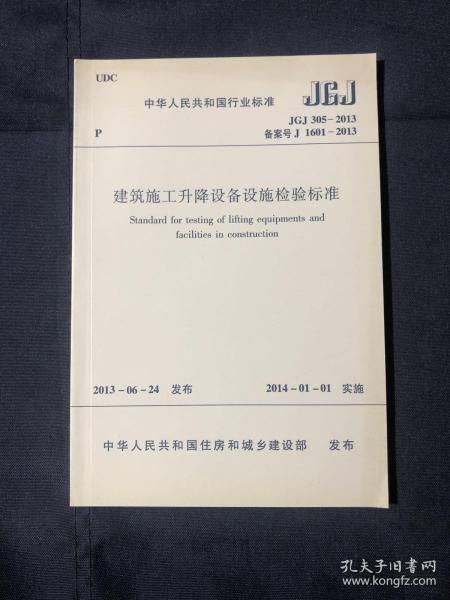 UDC
中华人民共和国行业标准
JGJ
P
JGJ 305-2013
备案号 J 1601-2013
建筑施工升降设备设施检验标准
Standard for testing of lifting equipments and
facilities in construction
2013-06-24 发布
2014-01-01 实施
中华人民共和国住房和城乡建设部 发布
孔夫子旧书网
www.kongfz.com